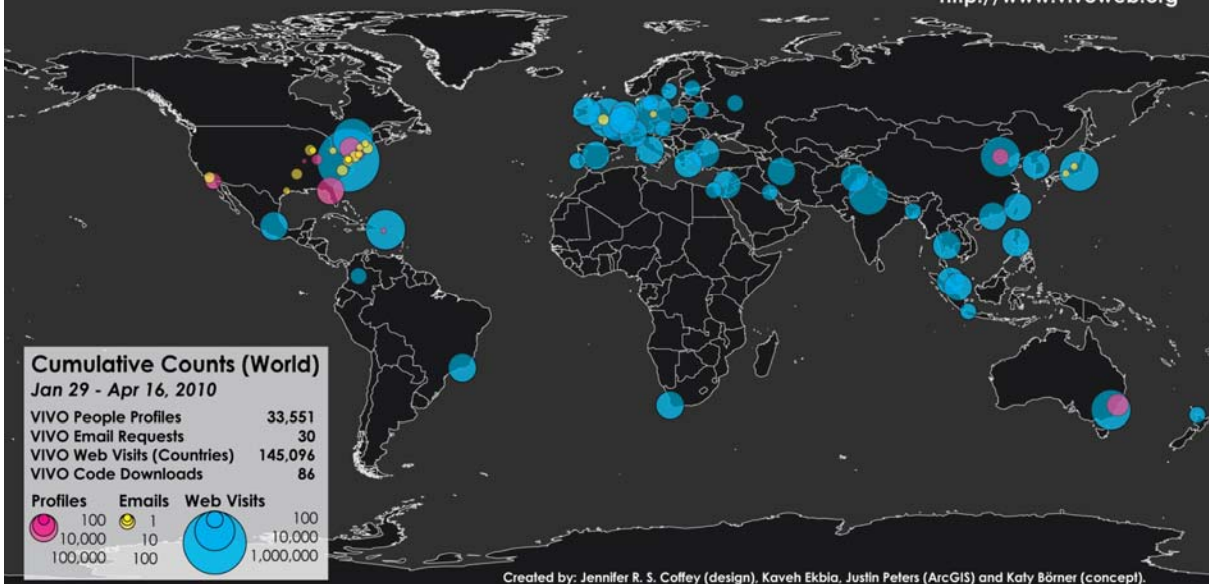 http://www.vivoweb.org
Cumulative Counts (World)
Jan 29 - Apr 16, 2010
VIVO People Profiles 33,551
VIVO Email Requests 30
VIVO Web Visits (Countries) 145,096
VIVO Code Downloads 86
Profiles Emails Web Visits
100 1 100
10,000 10 10,000
100,000 100 1,000,000
Created by: Jennifer R. S. Coffey (design), Kaveh Ekbia, Justin Peters (ArcGIS) and Katy Börner (concept).